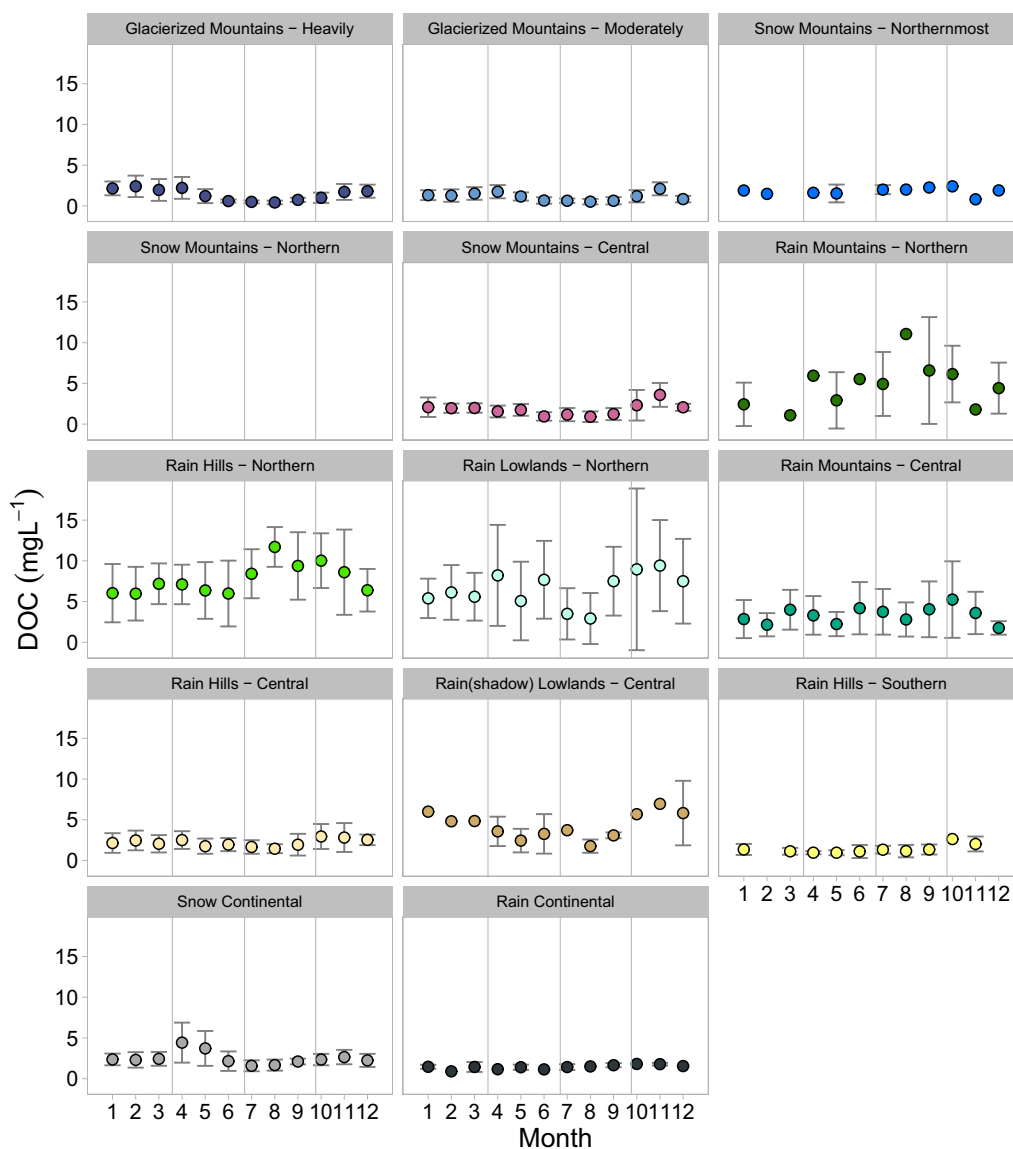 Glacierized Mountains − Heavily
Glacierized Mountains − Moderately
Snow Mountains − Northernmost
15
10
5
0
Snow Mountains − Northern
Snow Mountains − Central
Rain Mountains − Northern
15
10
5
0
Rain Hills − Northern
Rain Lowlands − Northern
Rain Mountains − Central
15
10
5
0
DOC (mgL⁻¹)
Rain Hills − Central
Rain(shadow) Lowlands − Central
Rain Hills − Southern
15
10
5
0
1 2 3 4 5 6 7 8 9 10 11 12
Snow Continental
Rain Continental
15
10
5
0
1 2 3 4 5 6 7 8 9 10 11 12
1 2 3 4 5 6 7 8 9 10 11 12
Month